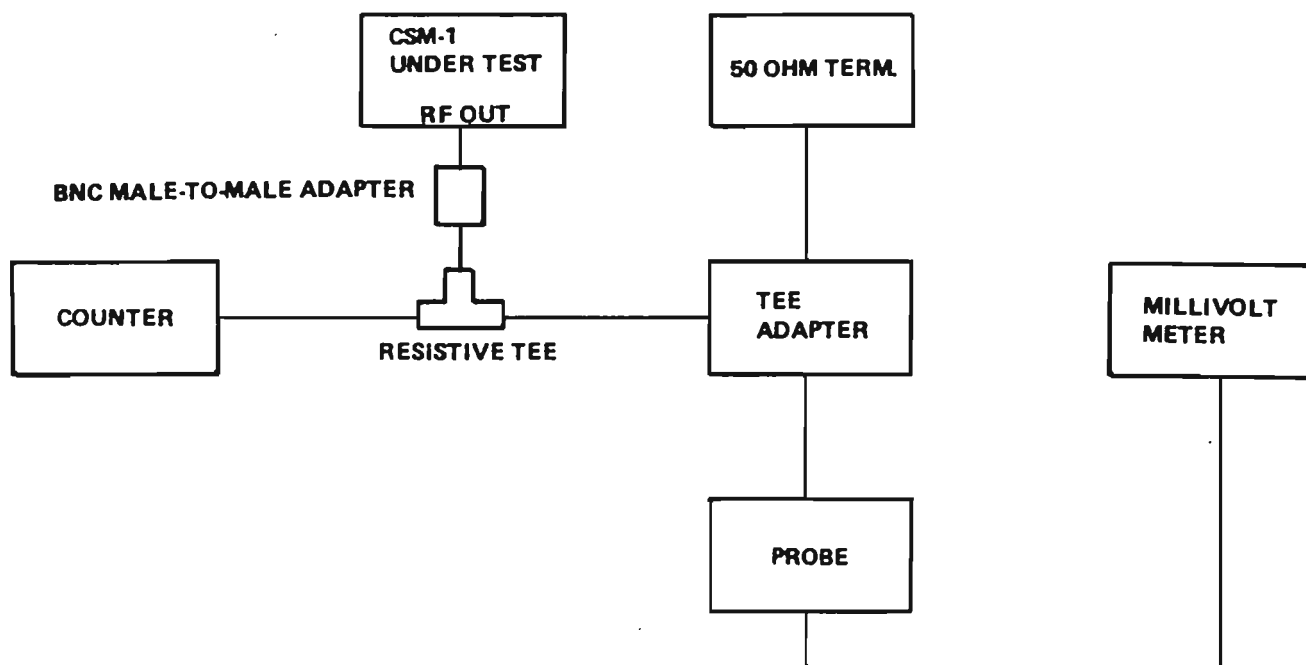 CSM-1
UNDER TEST
RF OUT
50 OHM TERM.
BNC MALE-TO-MALE ADAPTER
COUNTER
RESISTIVE TEE
TEE
ADAPTER
MILLIVOLT
METER
PROBE